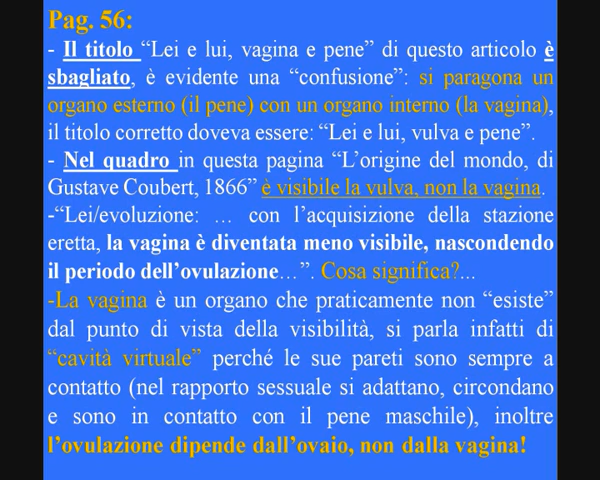 Pag. 56:
- Il titolo “Lei e lui, vagina e pene” di questo articolo è
sbagliato, è evidente una “confusione”: si paragona un
organo esterno (il pene) con un organo interno (la vagina),
il titolo corretto doveva essere: “Lei e lui, vulva e pene”.
- Nel quadro in questa pagina “L’origine del mondo, di
Gustave Coubert, 1866” è visibile la vulva, non la vagina.
-“Lei/evoluzione: … con l’acquisizione della stazione
eretta, la vagina è diventata meno visibile, nascondendo
il periodo dell’ovulazione…”. Cosa significa?...
-La vagina è un organo che praticamente non “esiste”
dal punto di vista della visibilità, si parla infatti di
“cavità virtuale” perché le sue pareti sono sempre a
contatto (nel rapporto sessuale si adattano, circondano
e sono in contatto con il pene maschile), inoltre
l’ovulazione dipende dall’ovaio, non dalla vagina!